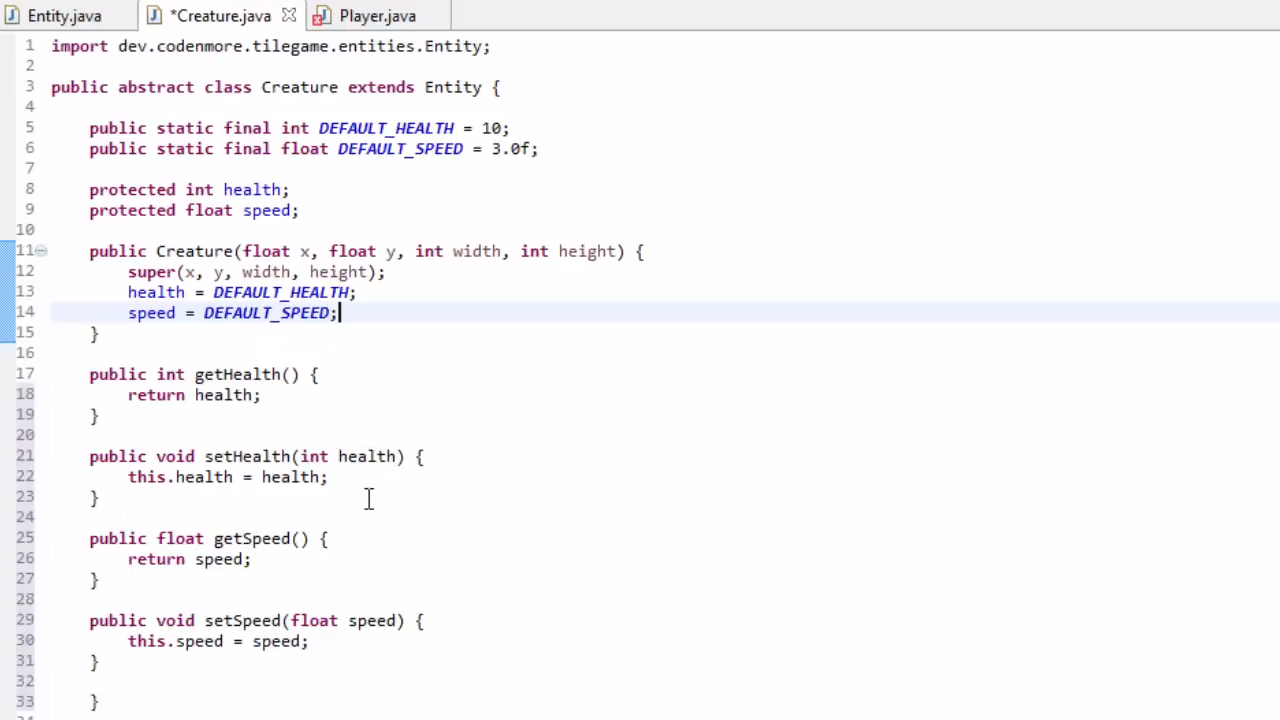 Entity.java
*Creature.java
Player.java
1 import dev.codenmore.tilegame.entities.Entity;
2
3 public abstract class Creature extends Entity {
4
5 public static final int DEFAULT_HEALTH = 10;
6 public static final float DEFAULT_SPEED = 3.0f;
7
8 protected int health;
9 protected float speed;
10
11 public Creature(float x, float y, int width, int height) {
12 super(x, y, width, height);
13 health = DEFAULT_HEALTH;
14 speed = DEFAULT_SPEED;
15 }
16
17 public int getHealth() {
18 return health;
19 }
20
21 public void setHealth(int health) {
22 this.health = health;
23 }
24
25 public float getSpeed() {
26 return speed;
27 }
28
29 public void setSpeed(float speed) {
30 this.speed = speed;
31 }
32
33 }